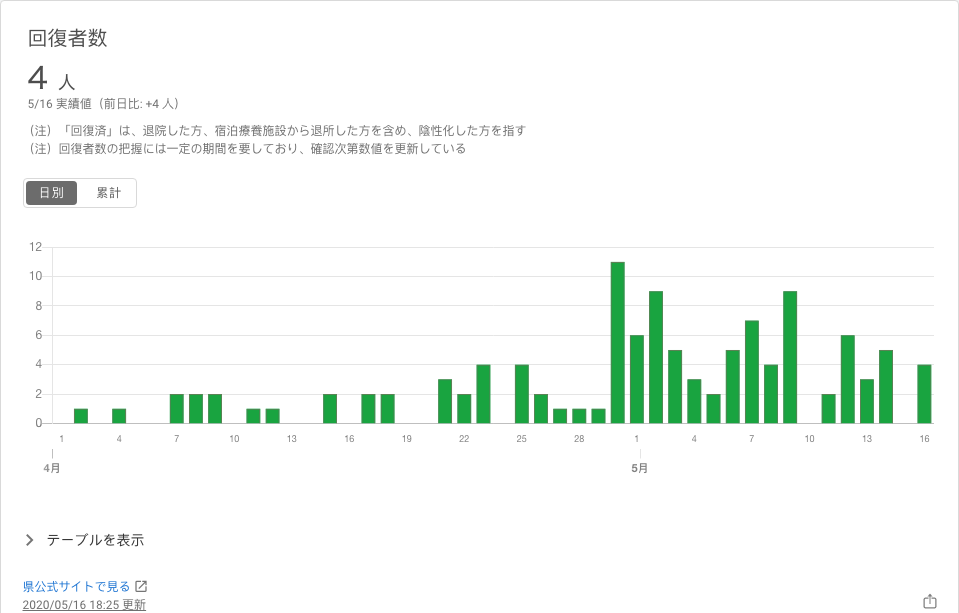 回復者数
4 人
5/16 実績値（前日比: +4 人）
（注）「回復済」は、退院した方、宿泊療養施設から退所した方を含め、陰性化した方を指す
（注）回復者数の把握には一定の期間を要しており、確認次第数値を更新している
日別 累計
12
10
8
6
4
2
0
1 4 7 10 13 16 19 22 25 28 1 4 7 10 13 16
4月 5月
テーブルを表示
県公式サイトで見る
2020/05/16 18:25 更新